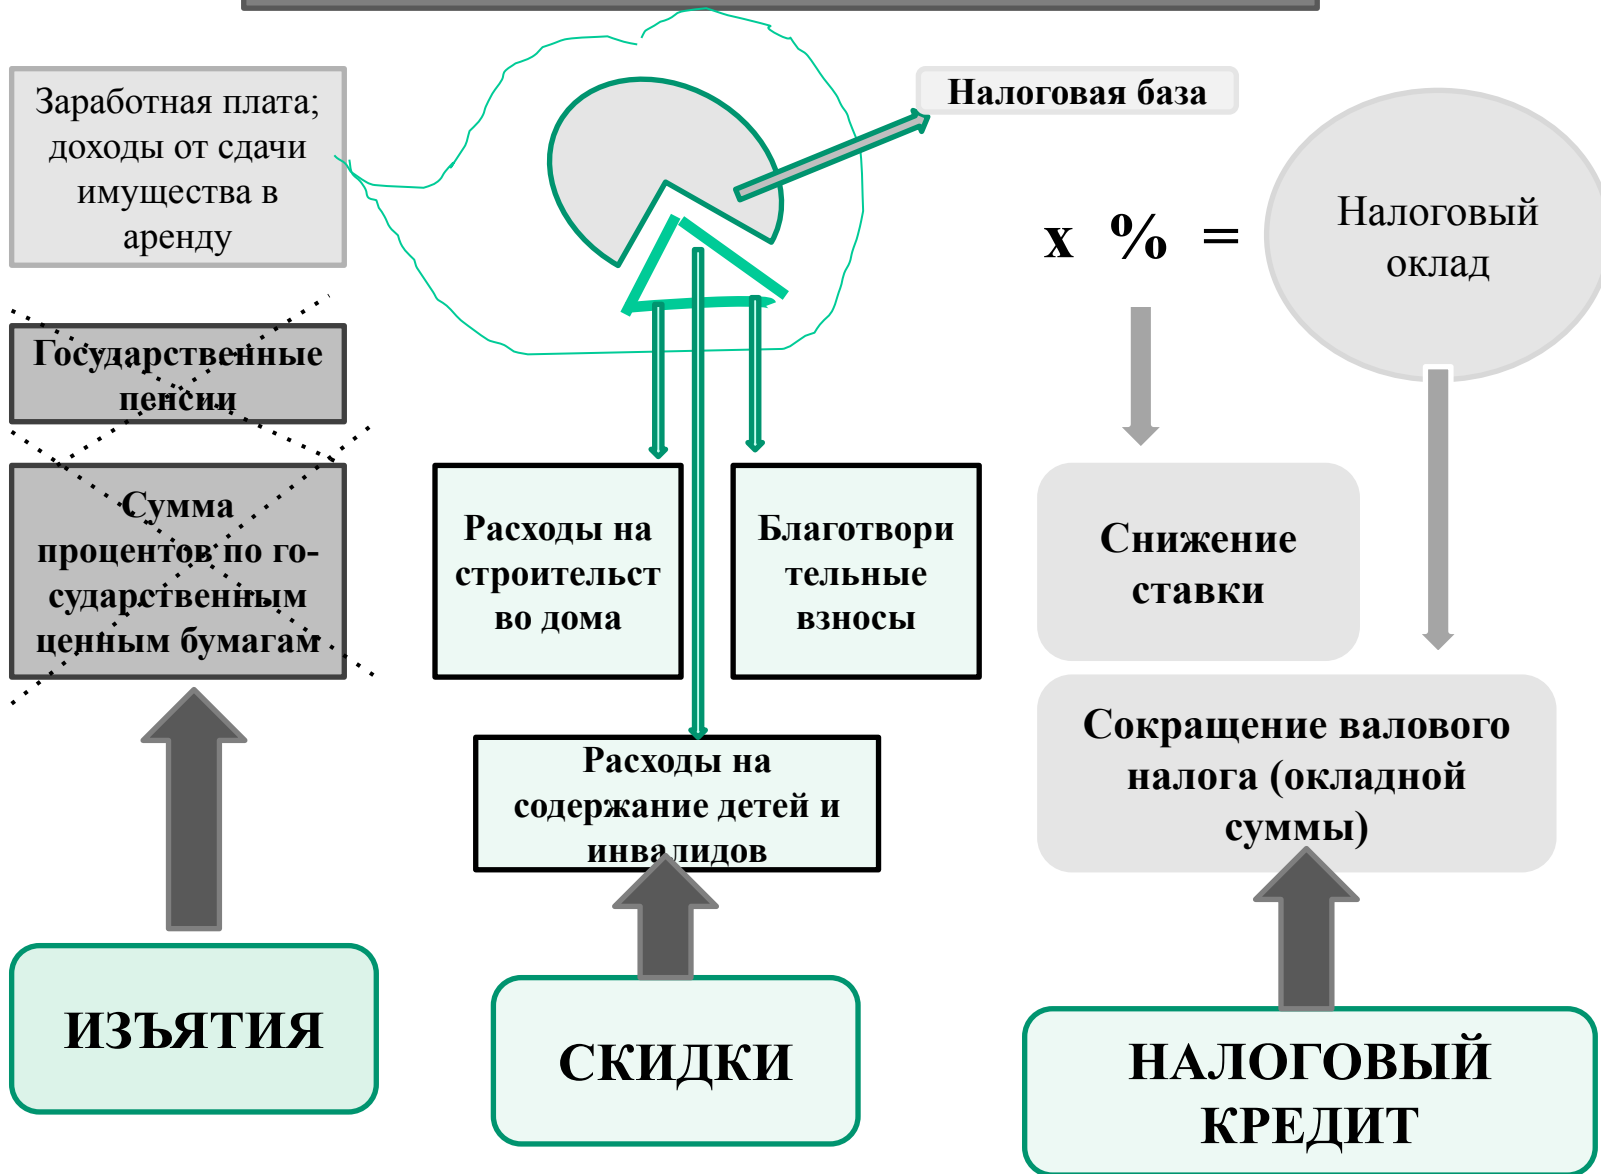 Заработная плата;
доходы от сдачи
имущества в
аренду
Государственные
пенсии
Сумма
процентов по го-
сударственным
ценным бумагам
ИЗЪЯТИЯ
Налоговая база
х % =
Налоговый
оклад
Расходы на
строительст
во дома
Благотвори
тельные
взносы
Расходы на
содержание детей и
инвалидов
СКИДКИ
Снижение
ставки
Сокращение валового
налога (окладной
суммы)
НАЛОГОВЫЙ
КРЕДИТ